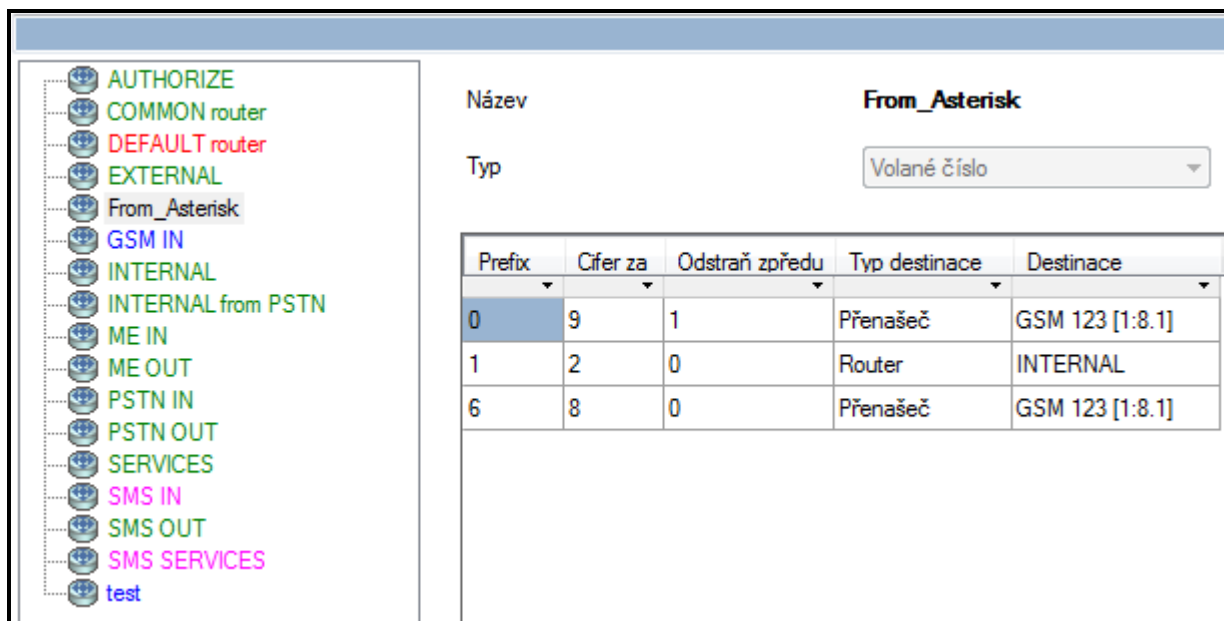 AUTHORIZE
COMMON router
DEFAULT router
EXTERNAL
From_Asterisk
GSM IN
INTERNAL
INTERNAL from PSTN
ME IN
ME OUT
PSTN IN
PSTN OUT
SERVICES
SMS IN
SMS OUT
SMS SERVICES
test
Název From_Asterisk
Typ Volané číslo
Prefix Cifer za Odstraň zpředu Typ destinace Destinace
0 9 1 Přenašeč GSM 123 [1:8.1]
1 2 0 Router INTERNAL
6 8 0 Přenašeč GSM 123 [1:8.1]